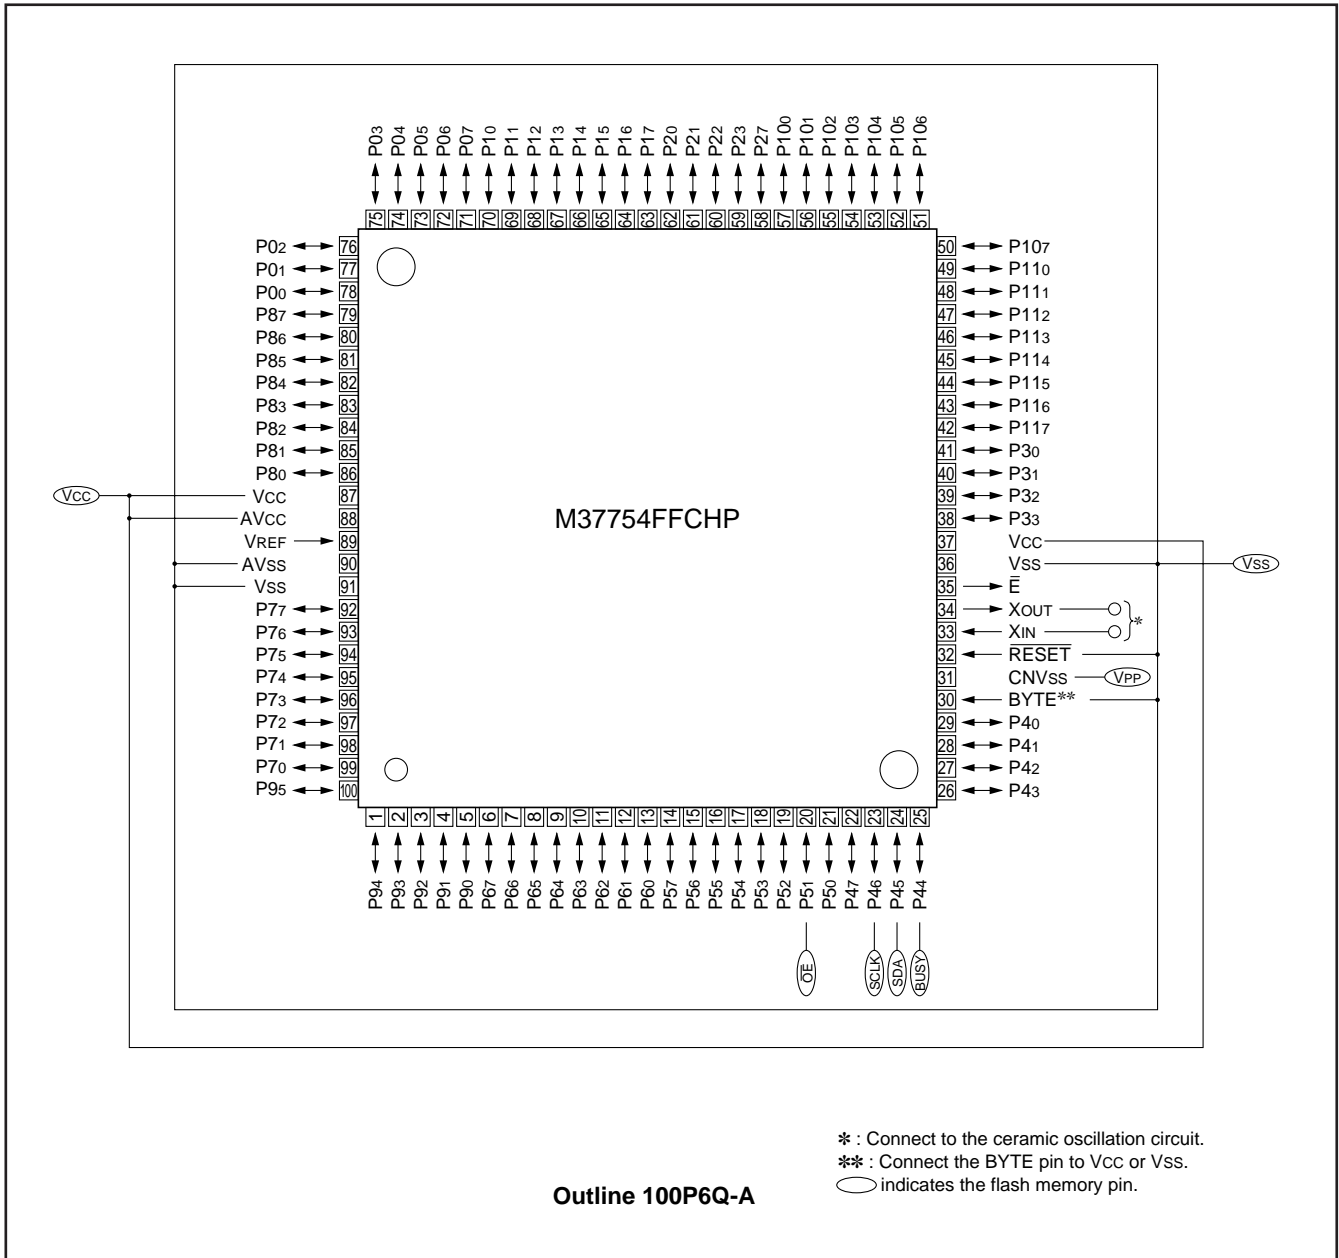 P03 P04 P05 P06 P07 P10 P11 P12 P13 P14 P15 P16 P17 P20 P21 P22 P23 P27 P100 P101 P102 P103 P104 P105 P106
75 74 73 72 71 70 69 68 67 66 65 64 63 62 61 60 59 58 57 56 55 54 53 52 51
P02 76 50 P107
P01 77 49 P110
P00 78 48 P111
P87 79 47 P112
P86 80 46 P113
P85 81 45 P114
P84 82 44 P115
P83 83 43 P116
P82 84 42 P117
P81 85 41 P30
P80 86 40 P31
VCC VCC 87 39 P32
AVCC 88 M37754FFCHP 38 P33
VREF 89 37 VCC
AVSS 90 36 VSS VSS
VSS 91 35 E̅
P77 92 34 XOUT
P76 93 33 XIN *
P75 94 32 R̅E̅S̅E̅T̅
P74 95 31 CNVSS VPP
P73 96 30 BYTE**
P72 97 29 P40
P71 98 28 P41
P70 99 27 P42
P95 100 26 P43
1 2 3 4 5 6 7 8 9 10 11 12 13 14 15 16 17 18 19 20 21 22 23 24 25
P94 P93 P92 P91 P90 P67 P66 P65 P64 P63 P62 P61 P60 P57 P56 P55 P54 P53 P52 P51 P50 P47 P46 P45 P44
O̅E̅ SCLK SDA BUSY
* : Connect to the ceramic oscillation circuit.
** : Connect the BYTE pin to VCC or VSS.
indicates the flash memory pin.
Outline 100P6Q-A